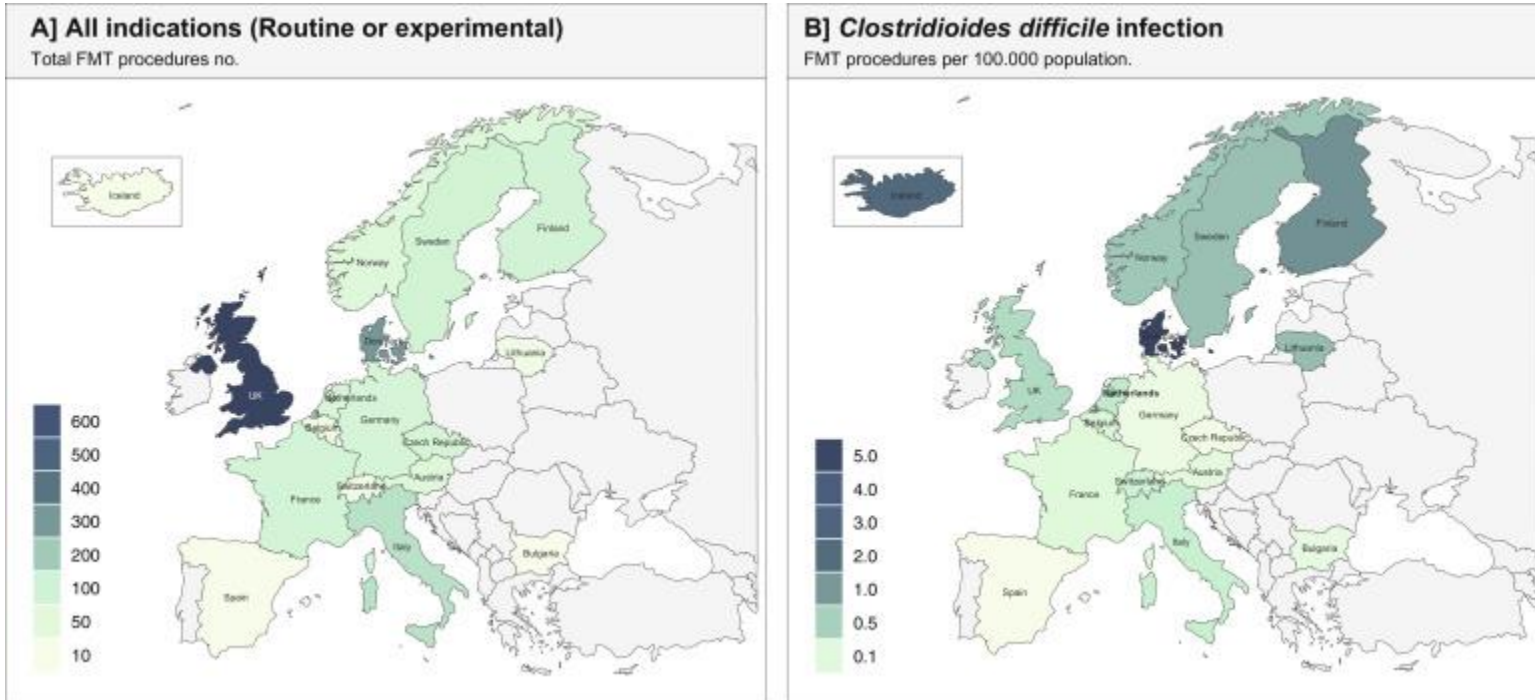 A] All indications (Routine or experimental)
Total FMT procedures no.
Iceland
Finland
Sweden
Norway
Denmark
Lithuania
UK
Netherlands
Germany
Belgium
Czech Republic
Austria
Switzerland
France
Italy
Bulgaria
Spain
600
500
400
300
200
100
50
10
B] Clostridioides difficile infection
FMT procedures per 100.000 population.
Iceland
Finland
Sweden
Norway
Lithuania
UK
Netherlands
Germany
Belgium
Czech Republic
Austria
Switzerland
France
Italy
Bulgaria
Spain
5.0
4.0
3.0
2.0
1.0
0.5
0.1